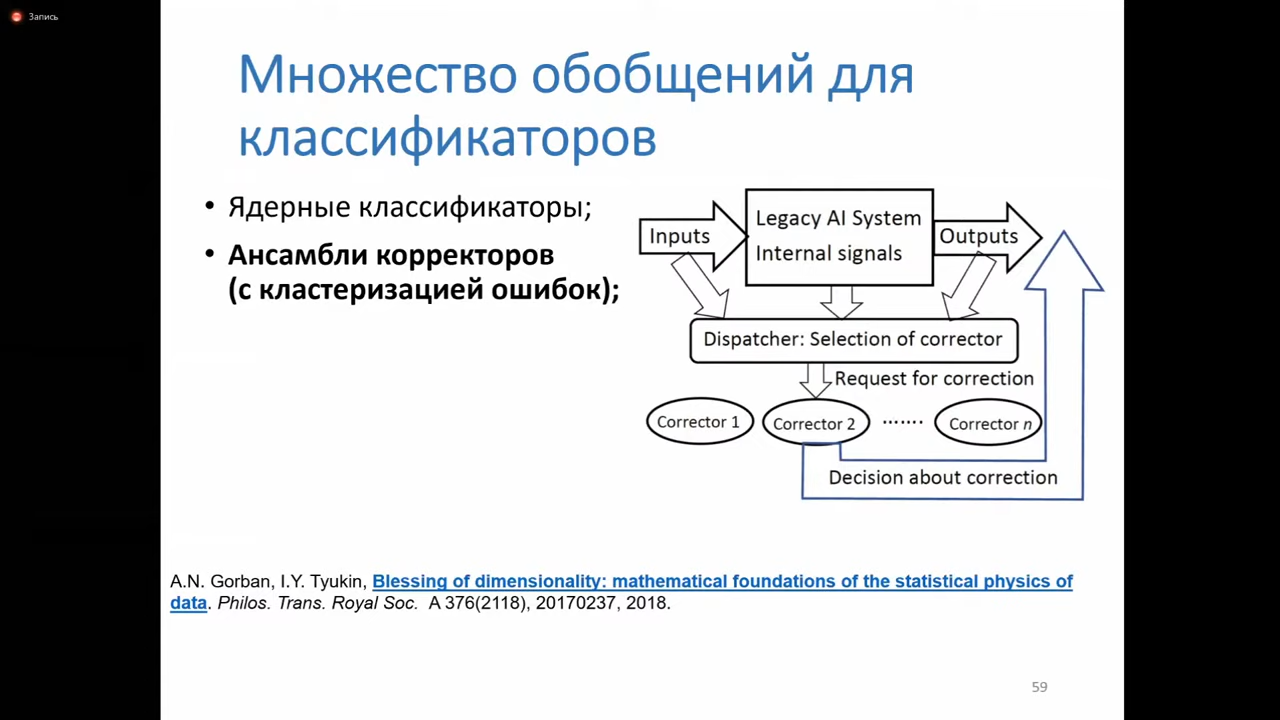 Запись
Множество обобщений для
классификаторов
• Ядерные классификаторы;
• Ансамбли корректоров
(с кластеризацией ошибок);
Inputs
Legacy AI System
Internal signals
Outputs
Dispatcher: Selection of corrector
Request for correction
Corrector 1
Corrector 2
.......
Corrector n
Decision about correction
A.N. Gorban, I.Y. Tyukin, Blessing of dimensionality: mathematical foundations of the statistical physics of
data. Philos. Trans. Royal Soc. A 376(2118), 20170237, 2018.
59